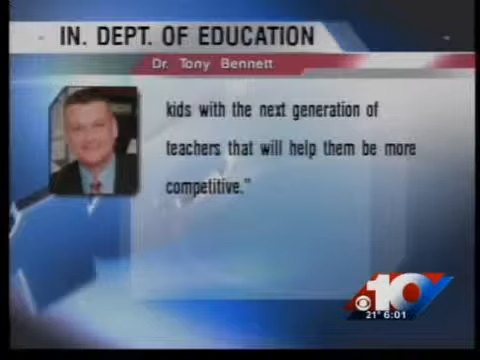 IN. DEPT. OF EDUCATION
Dr. Tony Bennett
kids with the next generation of
teachers that will help them be more
competitive."
10
21° 6:01